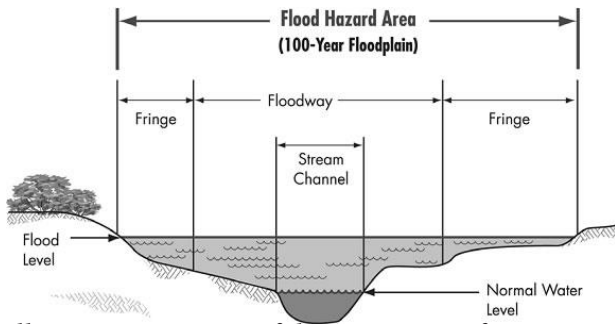 Flood Hazard Area
(100-Year Floodplain)
Floodway
Fringe
Fringe
Stream
Channel
Flood
Level
Normal Water
Level